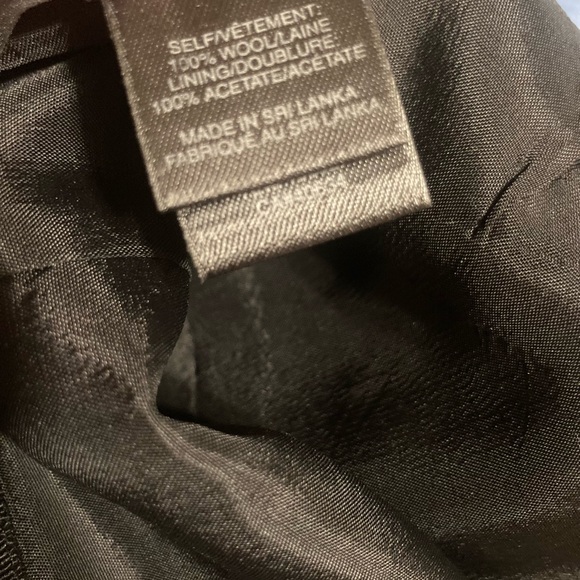 SELF/VÊTEMENT:
100% WOOL/LAINE
LINING/DOUBLURE:
100% ACETATE/ACÉTATE
MADE IN SRI LANKA
FABRIQUÉ AU SRI LANKA